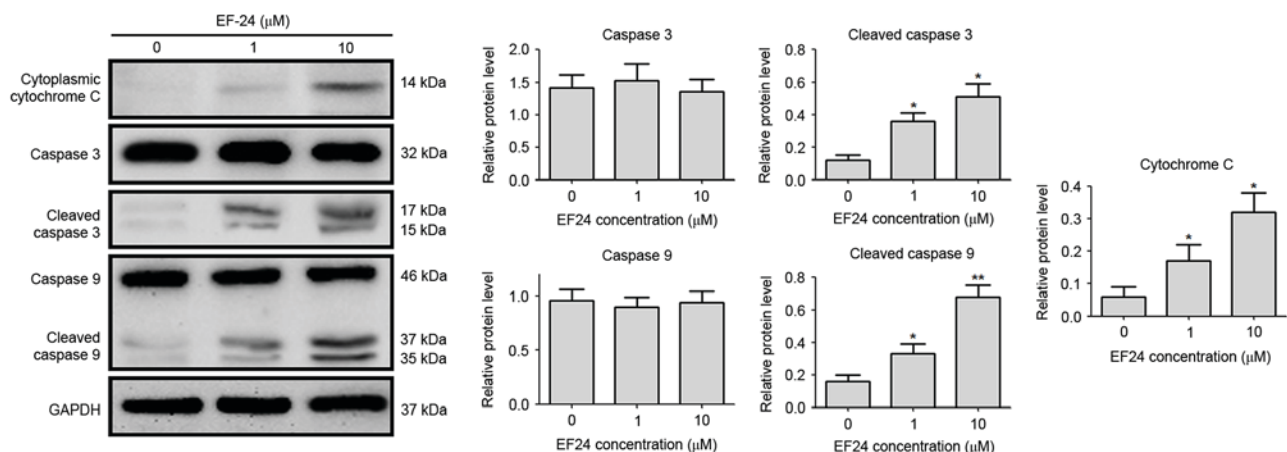 EF-24 (μM)
0 1 10
Cytoplasmic
cytochrome C
14 kDa
Caspase 3
32 kDa
Cleaved
caspase 3
17 kDa
15 kDa
Caspase 9
46 kDa
Cleaved
caspase 9
37 kDa
35 kDa
GAPDH
37 kDa
Caspase 3
Relative protein level
2.0
1.5
1.0
0.5
0.0
0 1 10
EF24 concentration (μM)
Cleaved caspase 3
Relative protein level
0.8
0.6
0.4
0.2
0.0
* *
0 1 10
EF24 concentration (μM)
Caspase 9
Relative protein level
1.0
0.5
0.0
0 1 10
EF24 concentration (μM)
Cleaved caspase 9
Relative protein level
0.8
0.6
0.4
0.2
0.0
* **
0 1 10
EF24 concentration (μM)
Cytochrome C
Relative protein level
0.4
0.3
0.2
0.1
0.0
* *
0 1 10
EF24 concentration (μM)